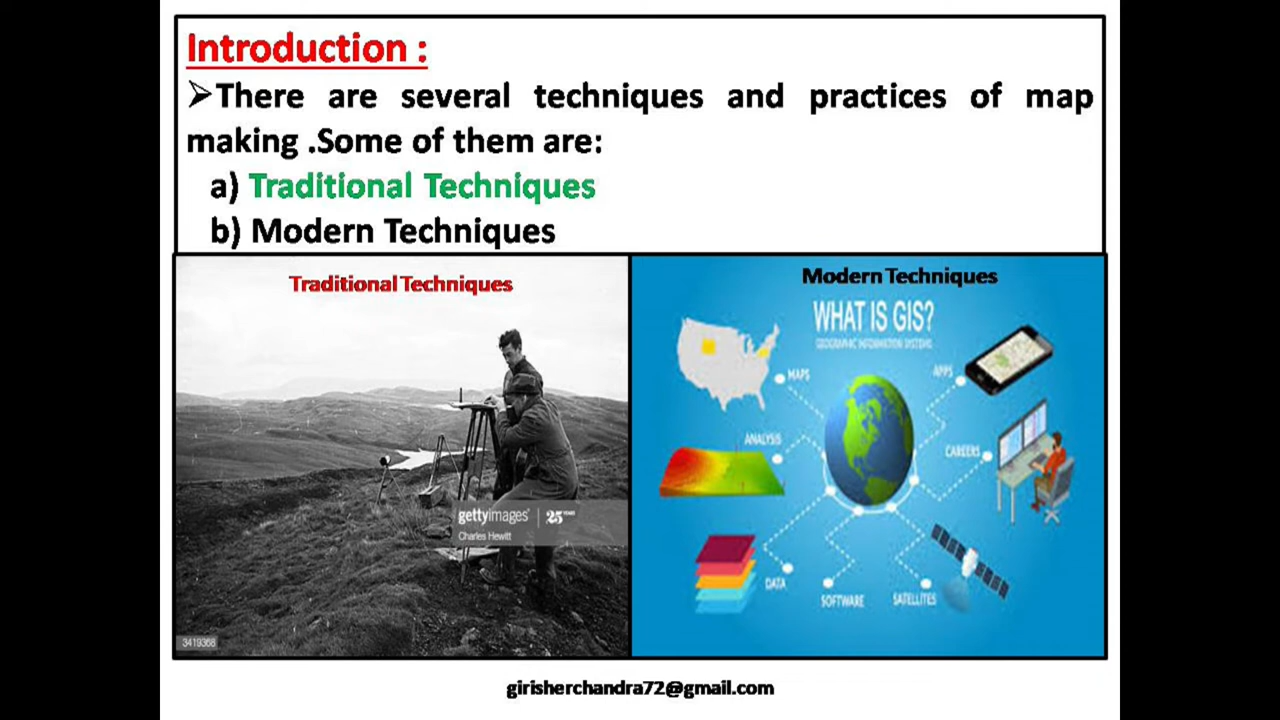 Introduction :
➢There are several techniques and practices of map
making .Some of them are:
a) Traditional Techniques
b) Modern Techniques
Traditional Techniques
gettyimages®
25 YEARS
Charles Hewitt
3419368
Modern Techniques
WHAT IS GIS?
GEOGRAPHIC INFORMATION SYSTEMS
MAPS
APPS
ANALYSIS
CAREERS
DATA
SOFTWARE
SATELLITES
girisherchandra72@gmail.com